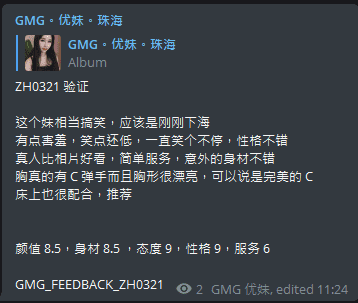 GMG。优妹。珠海
GMG。优妹。珠海
Album
ZH0321 验证
这个妹相当搞笑，应该是刚刚下海
有点害羞，笑点还低，一直笑个不停，性格不错
真人比相片好看，简单服务，意外的身材不错
胸真的有 C 弹手而且胸形很漂亮，可以说是完美的 C
床上也很配合，推荐
颜值 8.5，身材 8.5 ，态度 9，性格 9，服务 6
GMG_FEEDBACK_ZH0321 2 GMG 优妹, edited 11:24